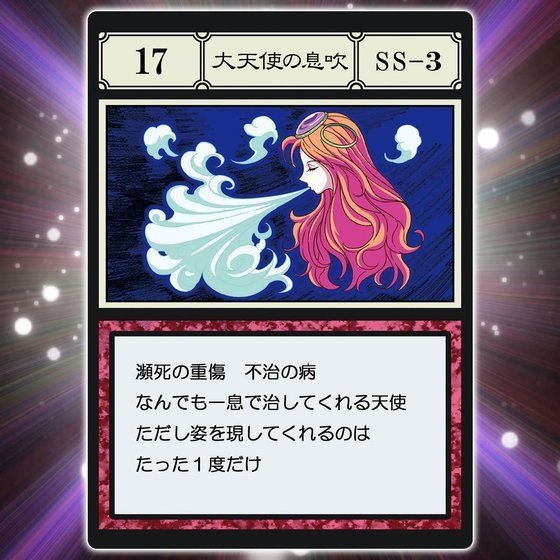 17 大天使の息吹 SS-3
瀕死の重傷　不治の病
なんでも一息で治してくれる天使
ただし姿を現してくれるのは
たった１度だけ